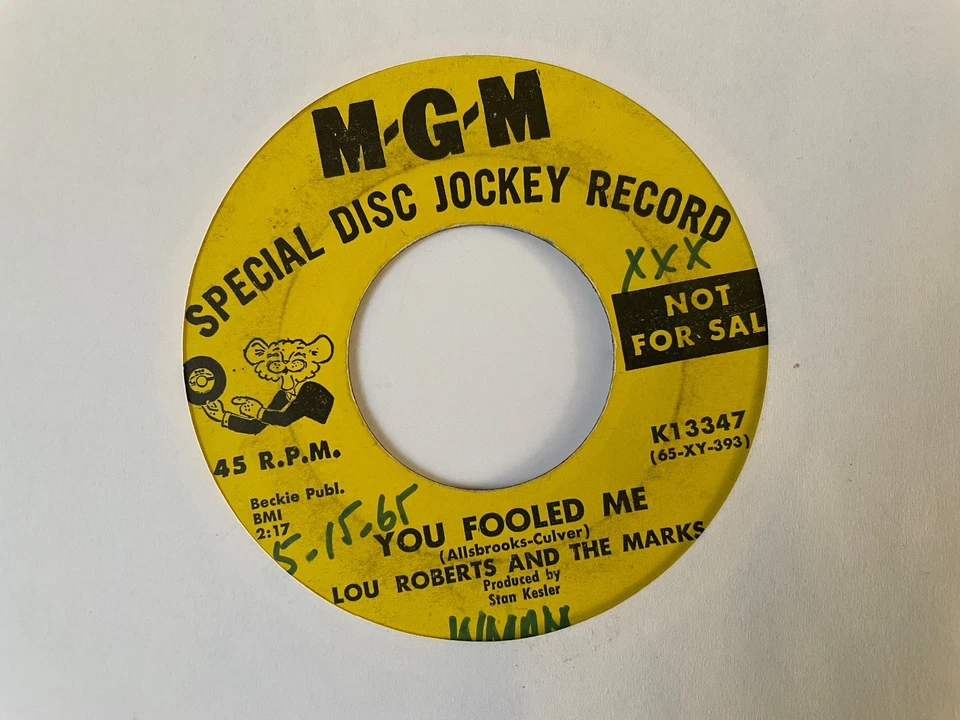 M-G-M
SPECIAL DISC JOCKEY RECORD
XXX
NOT
FOR SAL
K13347
(65-XY-393)
45 R.P.M.
Beckie Publ.
BMI
2:17
5-15-65
YOU FOOLED ME
(Allsbrooks-Culver)
LOU ROBERTS AND THE MARKS
Produced by
Stan Kesler